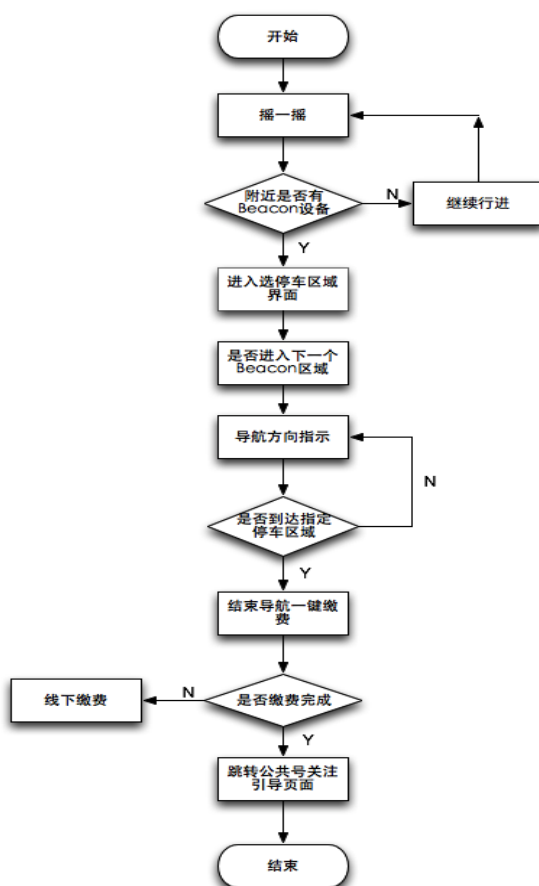 开始
摇一摇
附近是否有
Beacon设备
N
继续行进
Y
进入选停车区域
界面
是否进入下一个
Beacon区域
导航方向指示
N
是否到达指定
停车区域
Y
结束导航一键缴
费
线下缴费
N
是否缴费完成
Y
跳转公共号关注
引导页面
结束